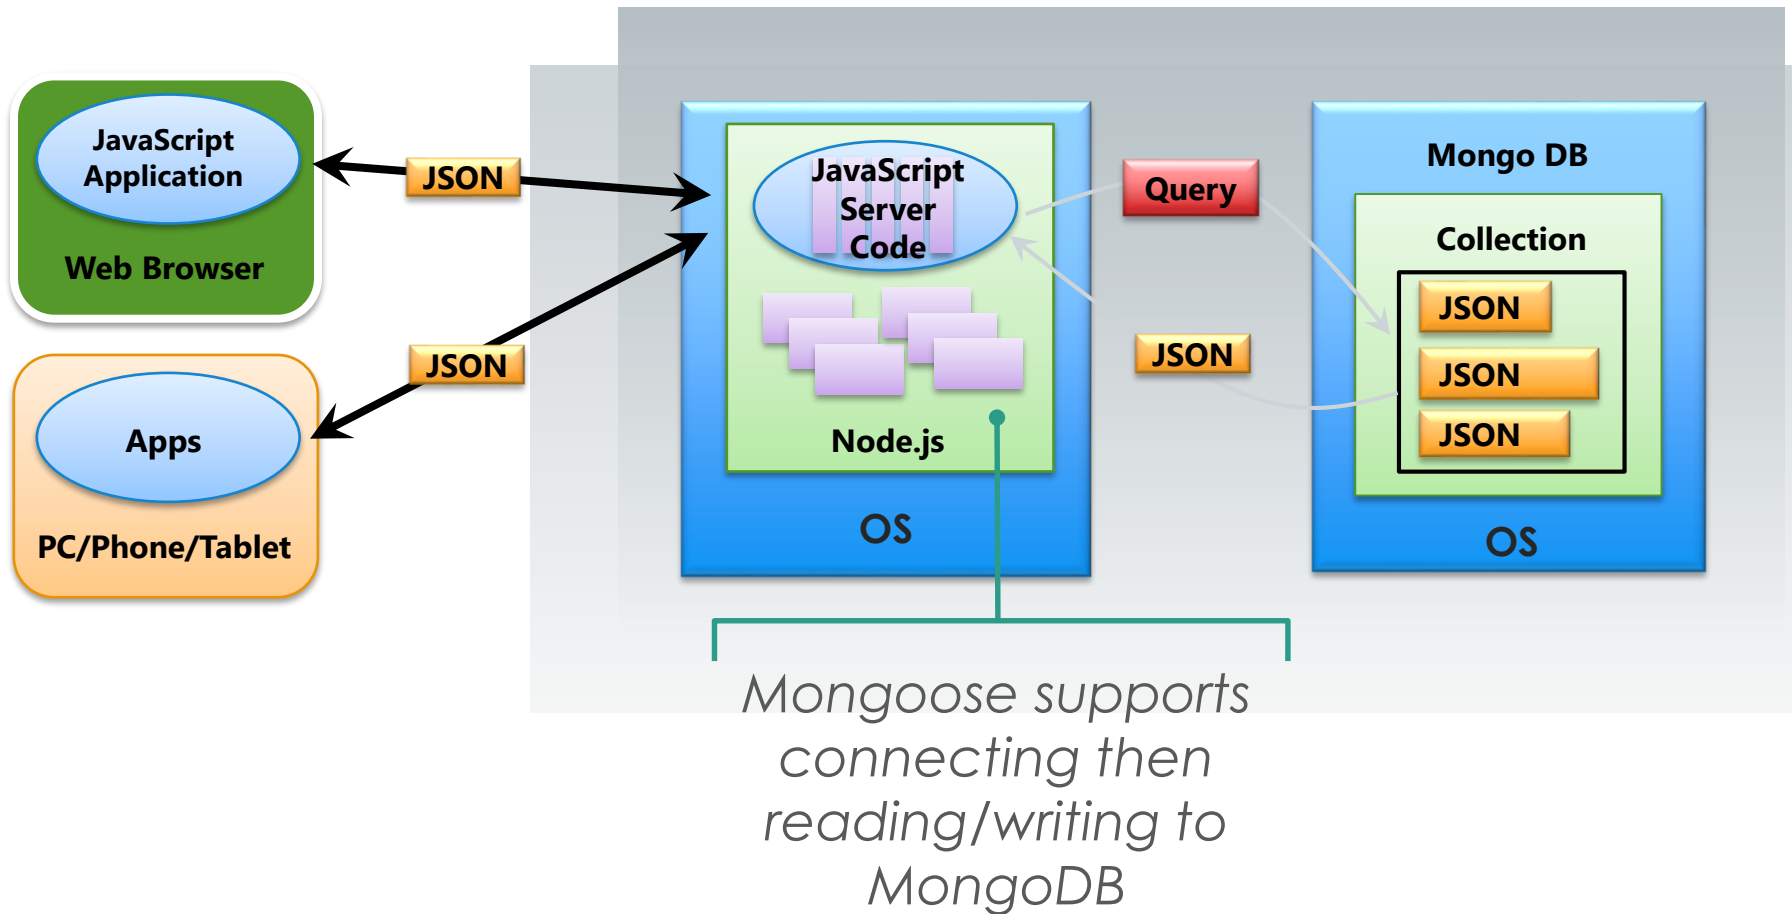 JavaScript
Application
Web Browser
JSON
Apps
PC/Phone/Tablet
JSON
JavaScript
Server
Code
Node.js
OS
Query
JSON
Mongo DB
Collection
JSON
JSON
JSON
OS
Mongoose supports
connecting then
reading/writing to
MongoDB